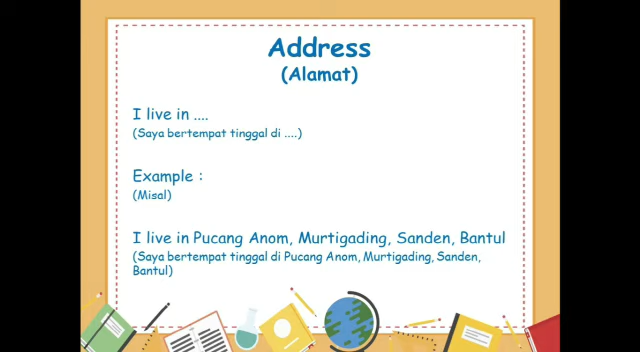 Address
(Alamat)
I live in ....
(Saya bertempat tinggal di ....)
Example :
(Misal)
I live in Pucang Anom, Murtigading, Sanden, Bantul
(Saya bertempat tinggal di Pucang Anom, Murtigading, Sanden,
Bantul)